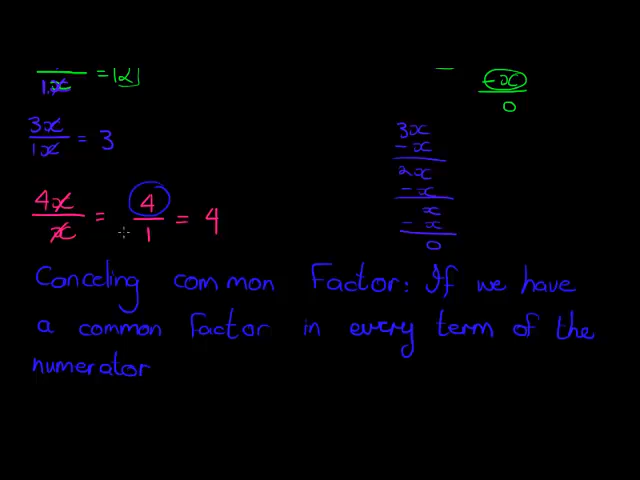 1x = |2|
3x/1x = 3
4x/x = 4/1 = 4
-x
0
3x
-x
2x
-x
x
-x
0
Canceling common Factor: If we have
a common factor in every term of the
numerator